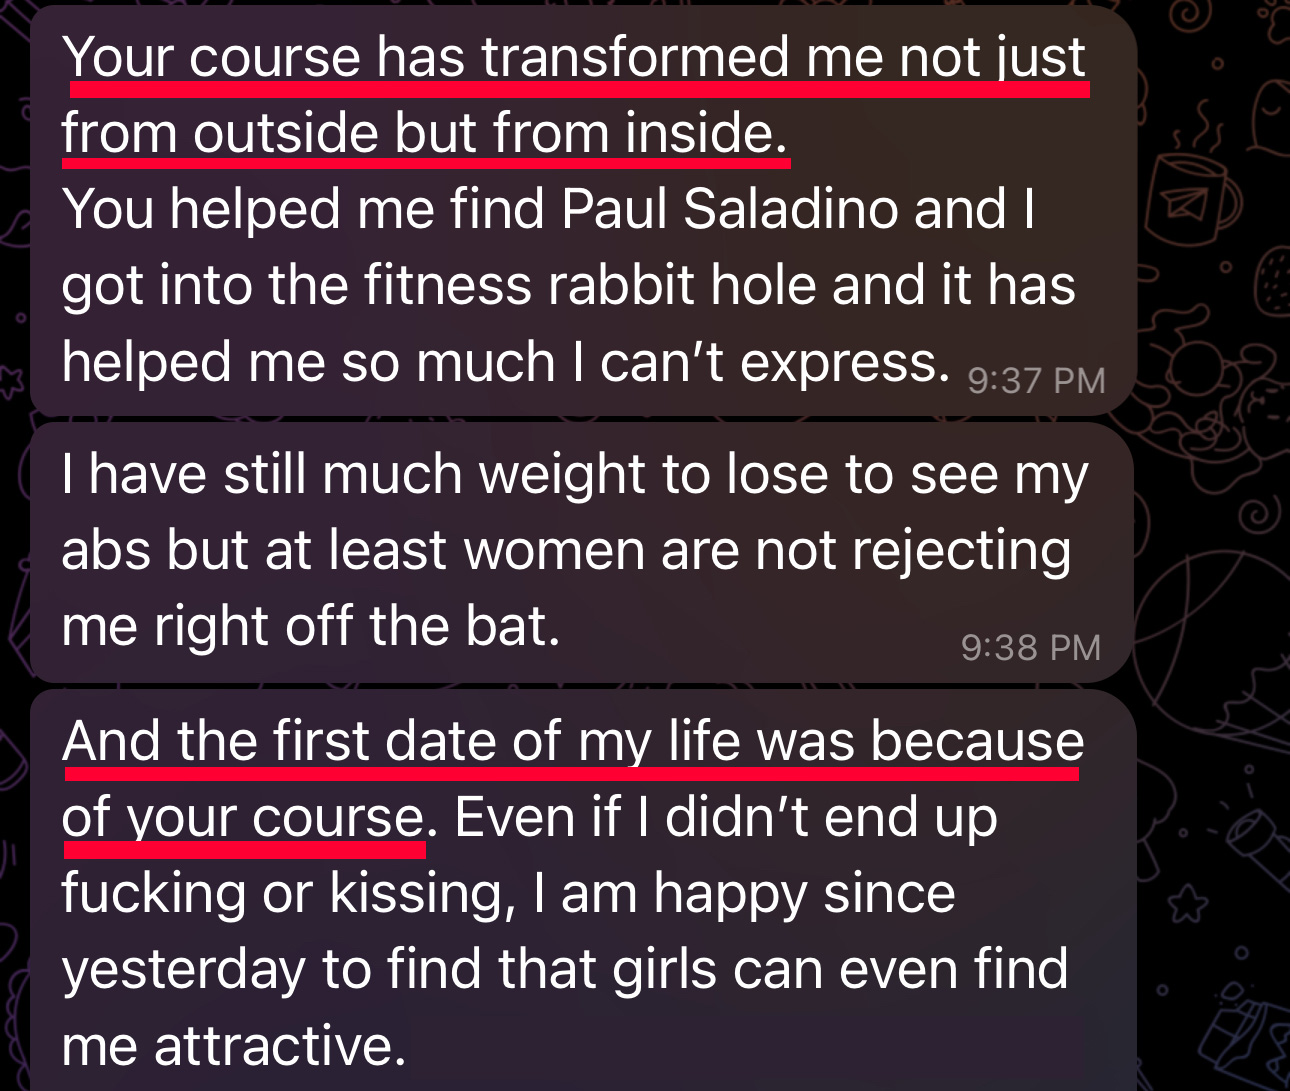 Your course has transformed me not just
from outside but from inside.
You helped me find Paul Saladino and I
got into the fitness rabbit hole and it has
helped me so much I can’t express. 9:37 PM
I have still much weight to lose to see my
abs but at least women are not rejecting
me right off the bat. 9:38 PM
And the first date of my life was because
of your course. Even if I didn’t end up
fucking or kissing, I am happy since
yesterday to find that girls can even find
me attractive.